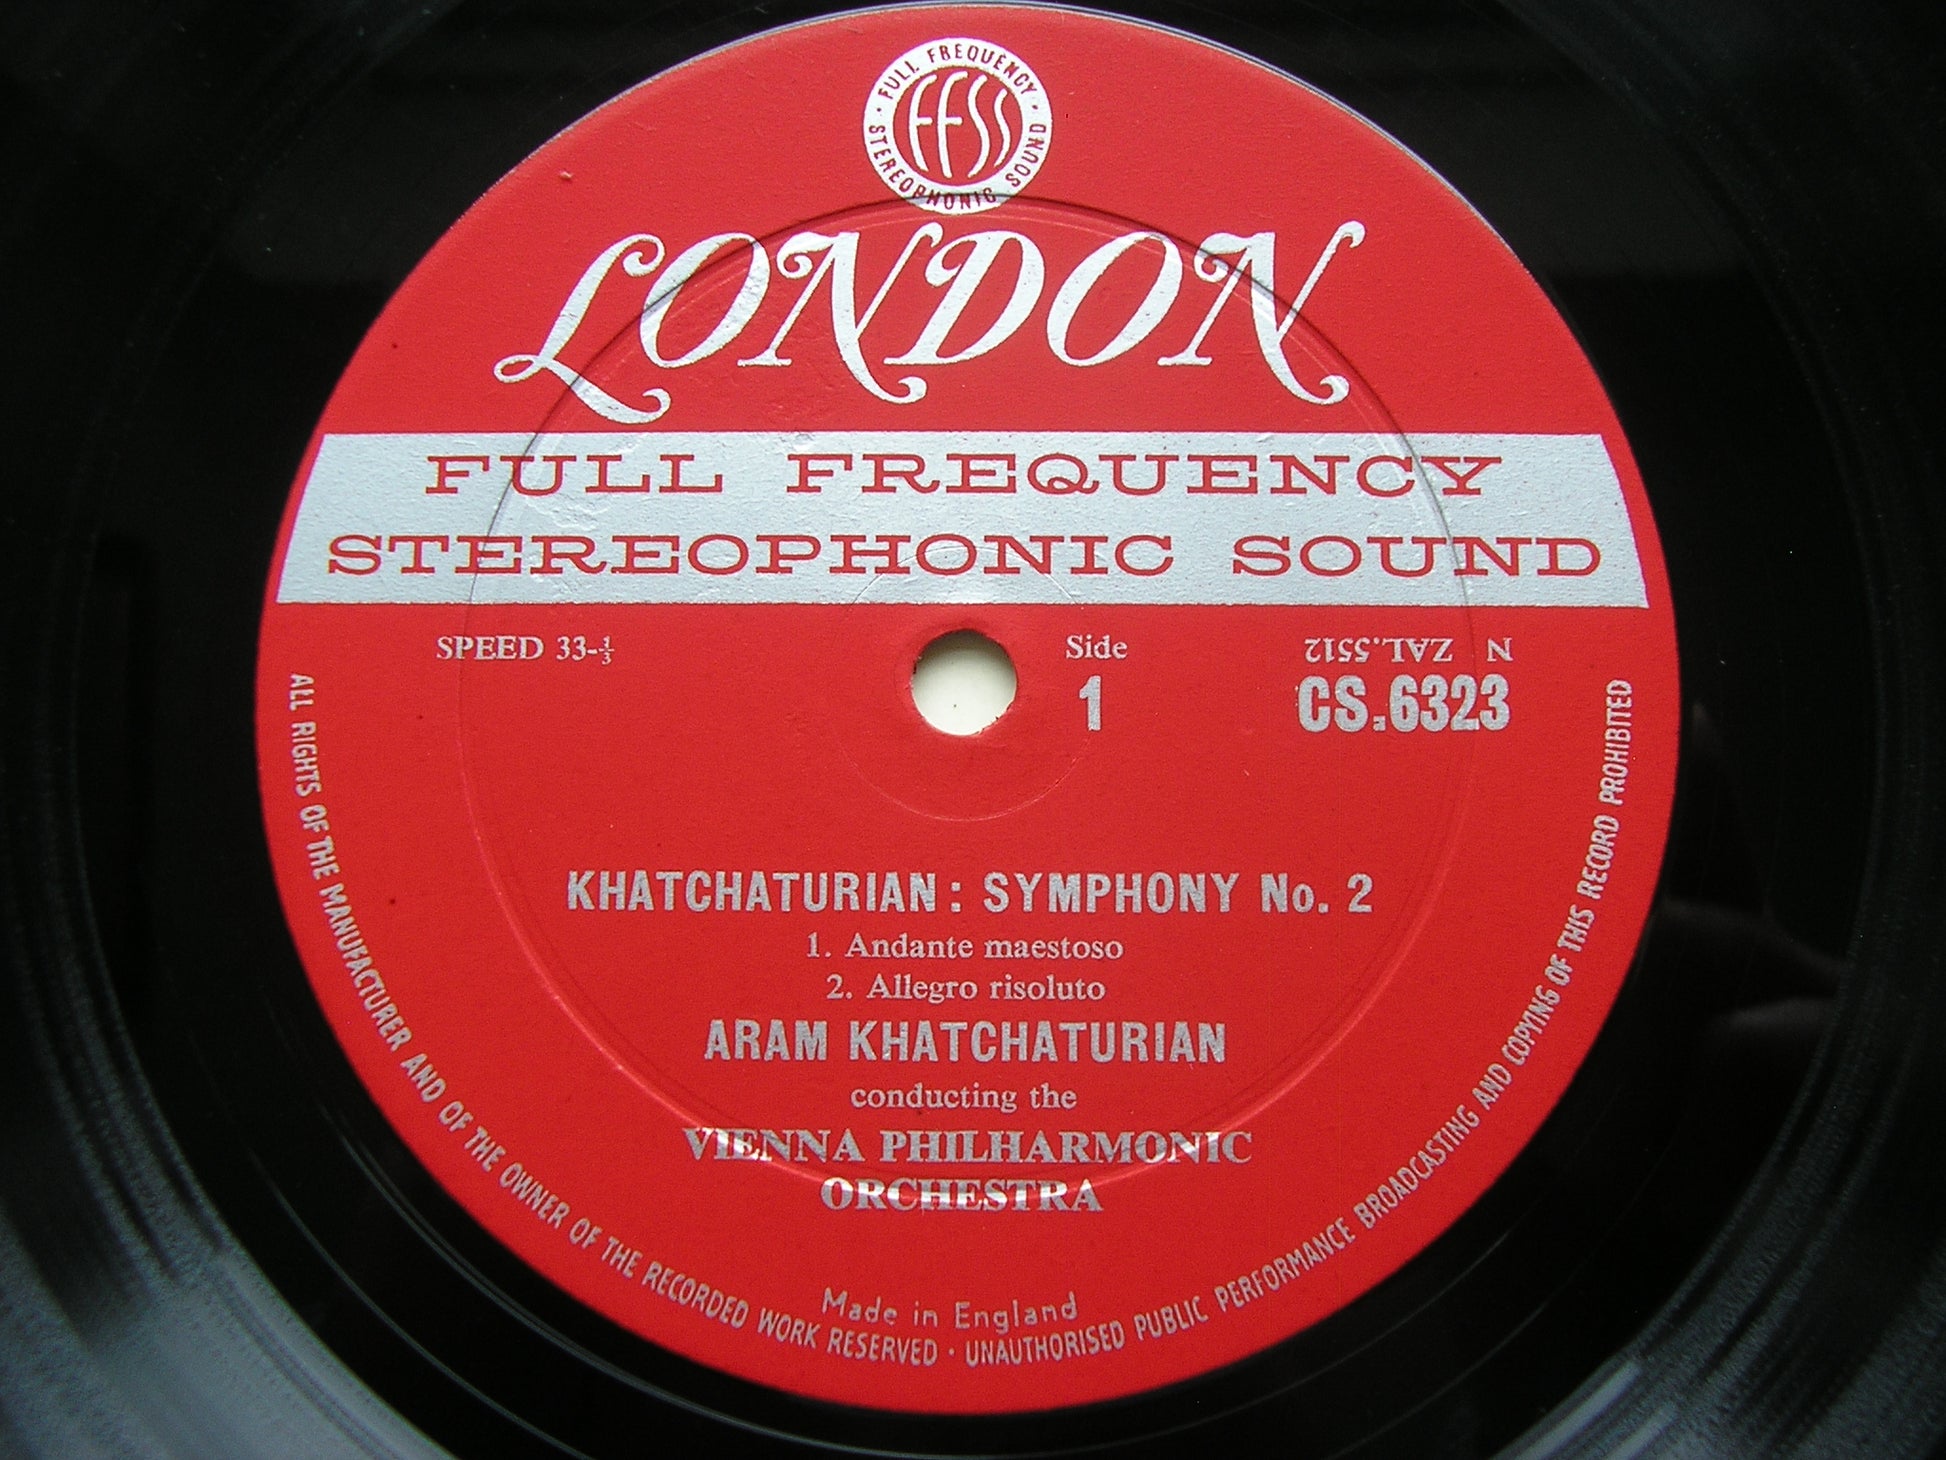 FULL FREQUENCY
FFSS
STEREOPHONIC SOUND
LONDON
FULL FREQUENCY
STEREOPHONIC SOUND
SPEED 33-⅓
Side
1
N ZAL.5512
CS.6323
KHATCHATURIAN: SYMPHONY No. 2
1. Andante maestoso
2. Allegro risoluto
ARAM KHATCHATURIAN
conducting the
VIENNA PHILHARMONIC
ORCHESTRA
Made in England
ALL RIGHTS OF THE MANUFACTURER AND OF THE OWNER OF THE RECORDED WORK RESERVED · UNAUTHORISED PUBLIC PERFORMANCE BROADCASTING AND COPYING OF THIS RECORD PROHIBITED